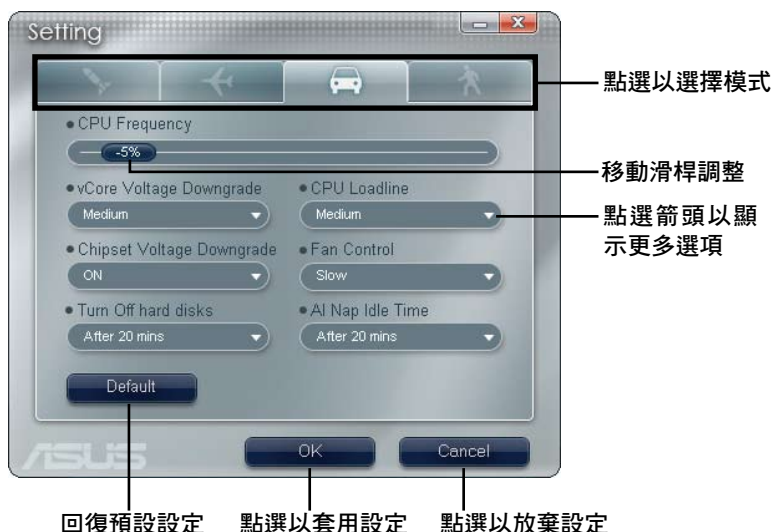 Setting
點選以選擇模式
CPU Frequency
-5%
移動滑桿調整
vCore Voltage Downgrade
CPU Loadline
Medium
Medium
點選箭頭以顯
示更多選項
Chipset Voltage Downgrade
Fan Control
ON
Slow
Turn Off hard disks
AI Nap Idle Time
After 20 mins
After 20 mins
Default
ASUS
OK
Cancel
回復預設設定
點選以套用設定
點選以放棄設定